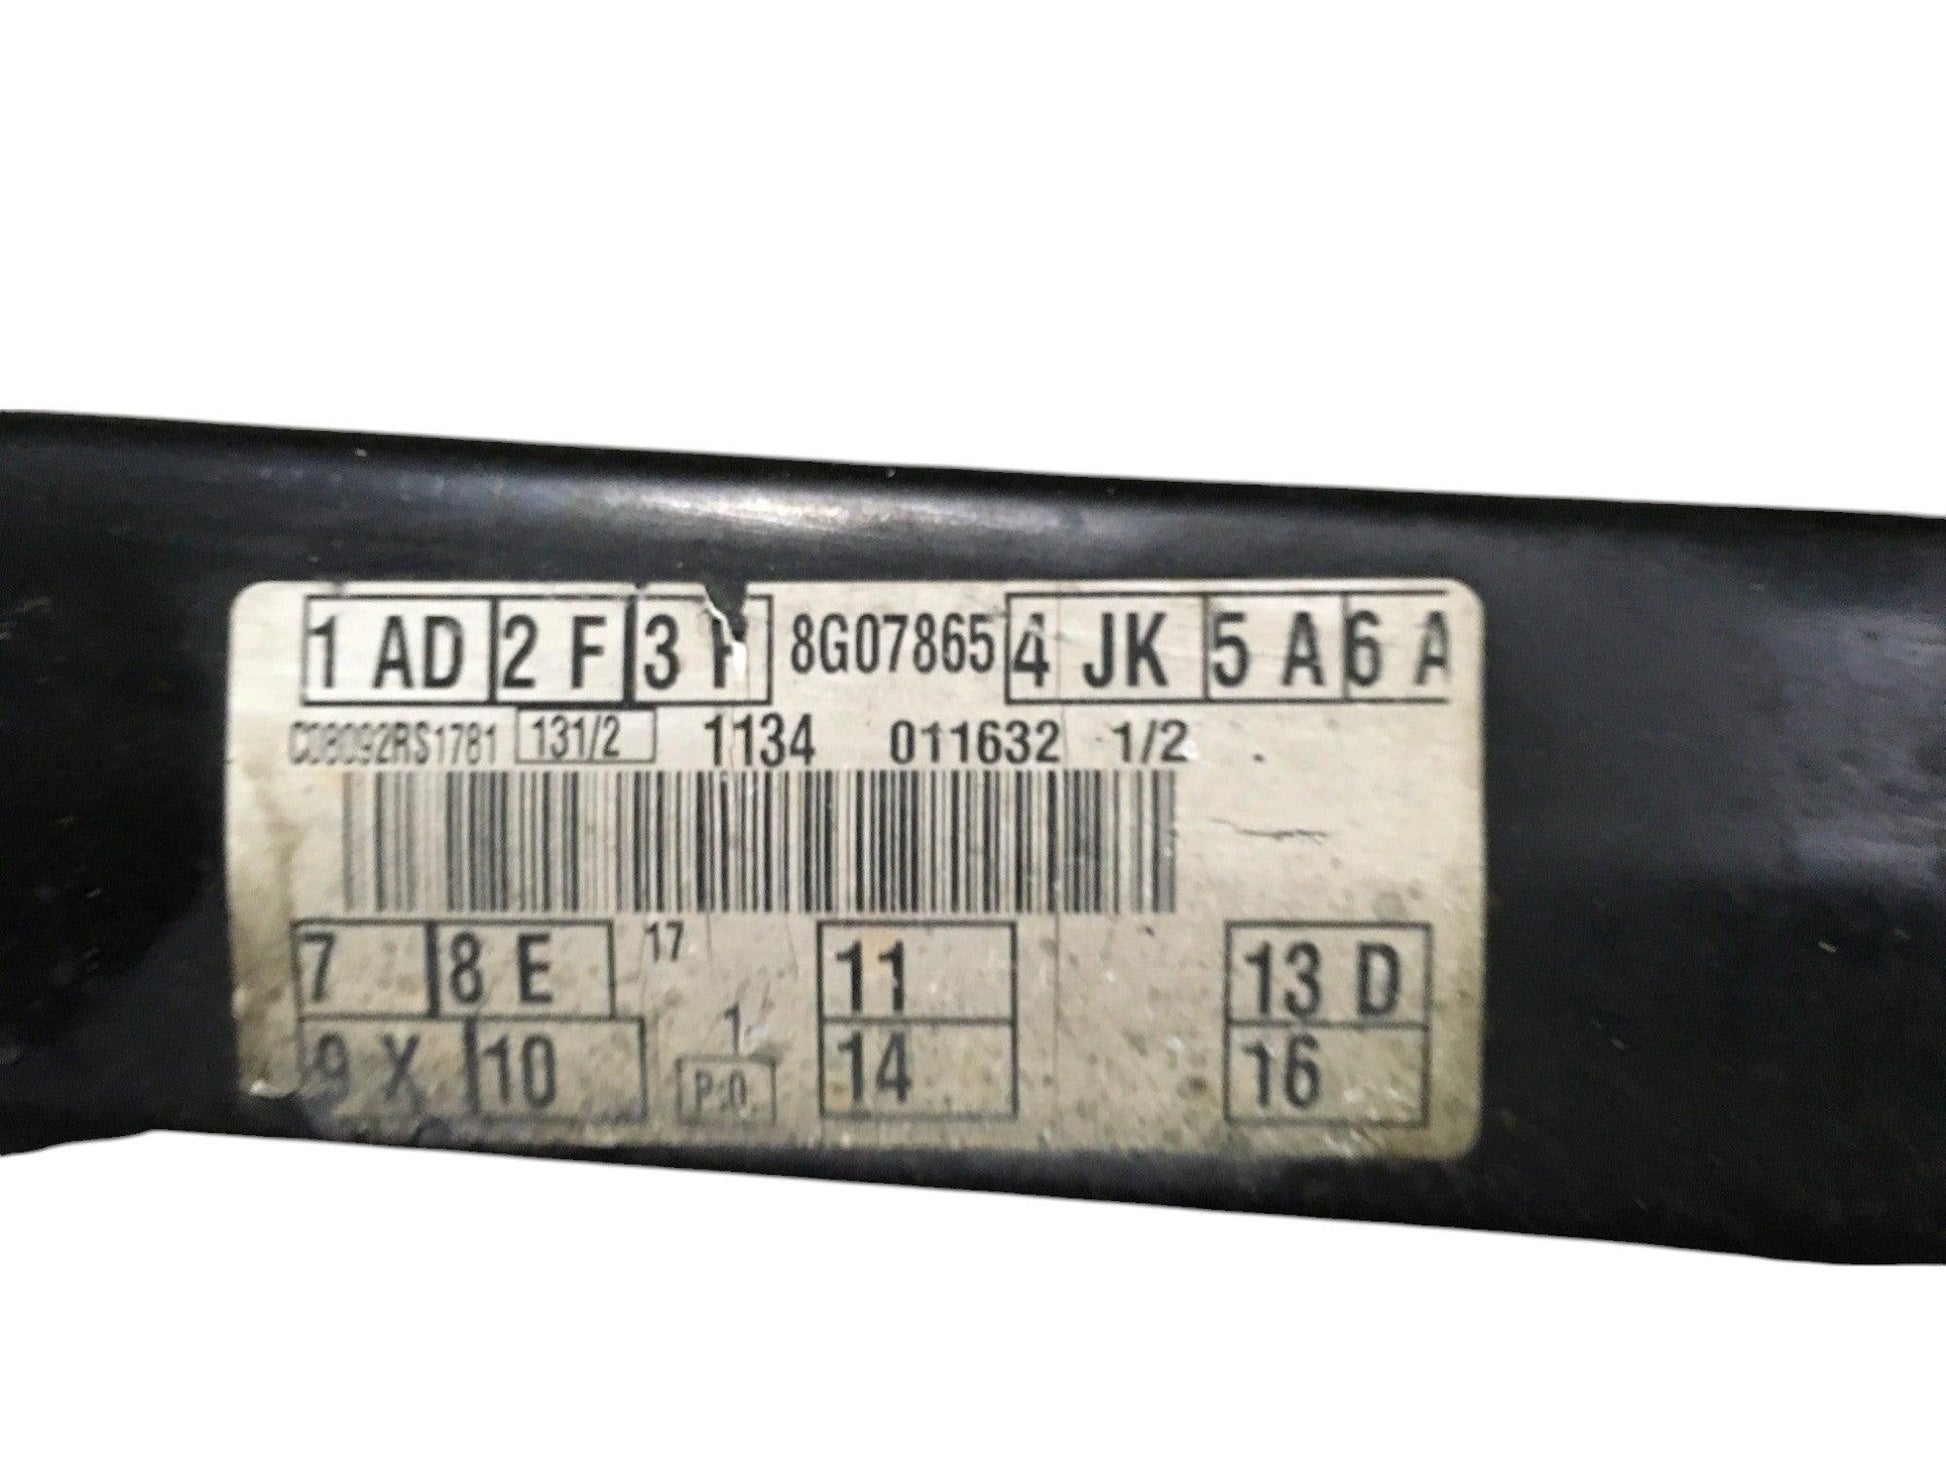 1 AD 2 F 3 8G07865 4 JK 5 A 6 A
C08092RS1781 131/2 1134 011632 1/2
7 8 E 17 11 13 D
1
9 X 10 14 16